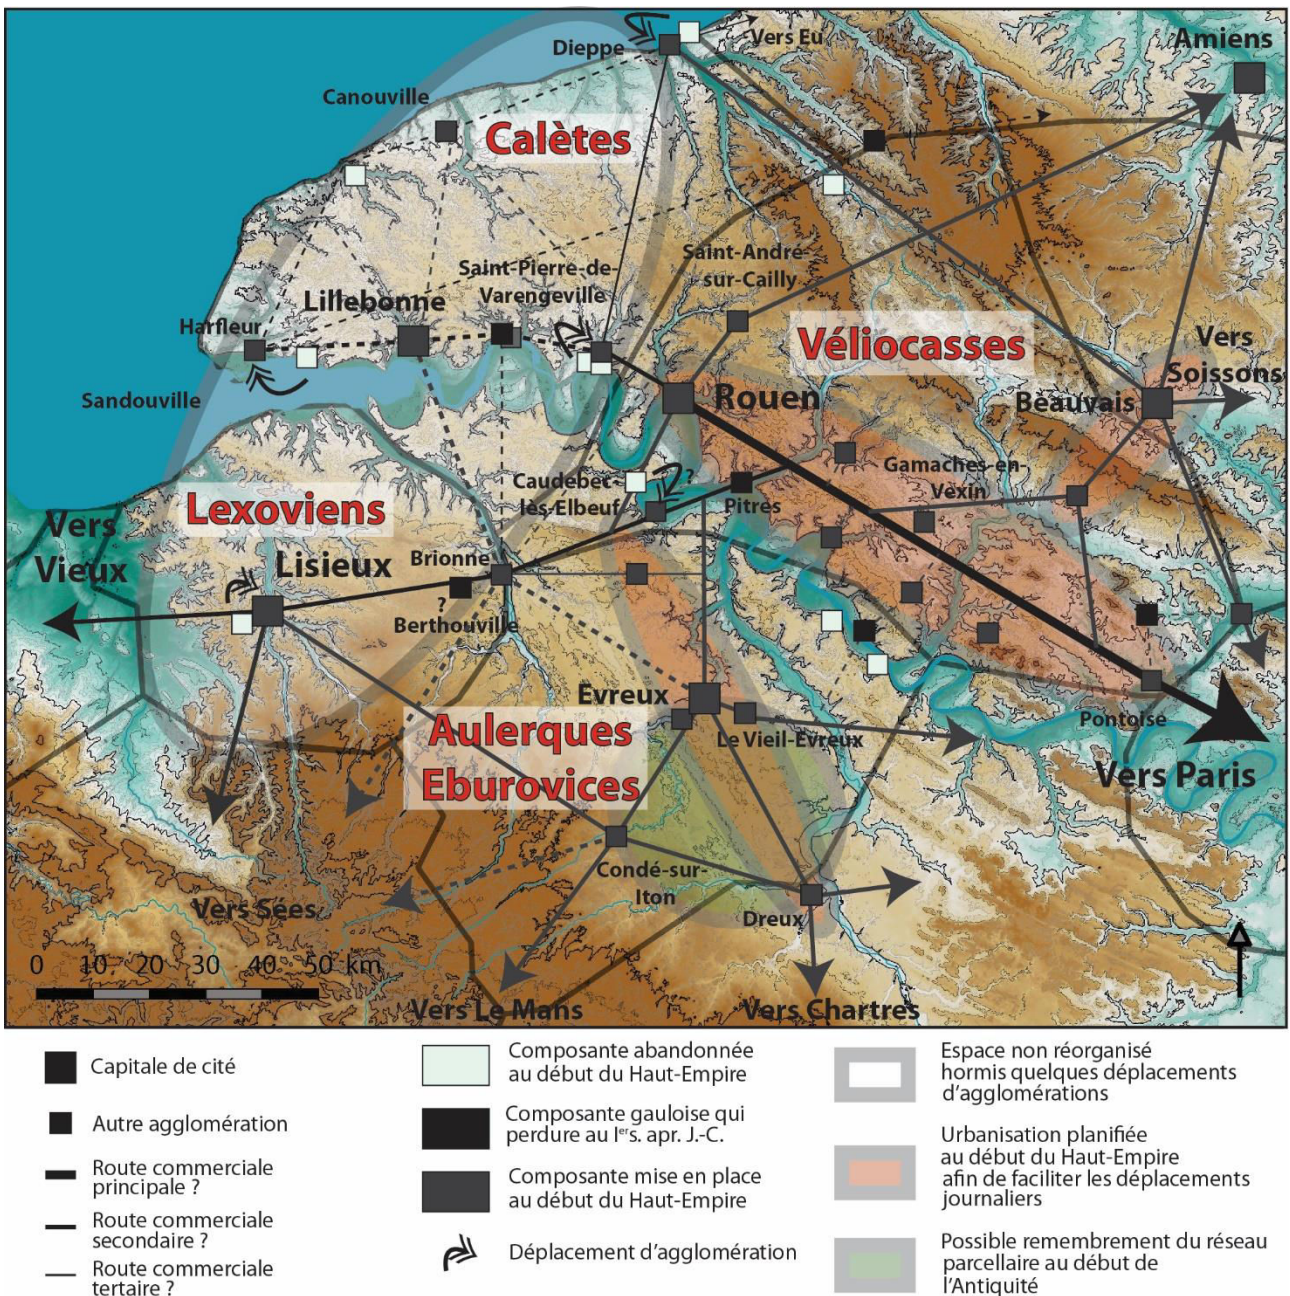 Dieppe
Vers Eu
Amiens
Canouville
Calètes
Saint-André-
sur-Cailly
Saint-Pierre-de-
Varengeville
Lillebonne
Harfleur
Véliocasses
Vers
Soissons
Sandouville
Rouen
Beauvais
Caudebec-
lès-Elbeuf
?
Pitres
Gamaches-en-
Vexin
Lexoviens
Vers
Vieux
Lisieux
Brionne
?
Berthouville
Evreux
Le Vieil-Evreux
Pontoise
Aulerques
Eburovices
Vers Paris
Condé-sur-
Iton
Dreux
Vers Sées
0 10 20 30 40 50 km
Vers Le Mans
Vers Chartres
Capitale de cité
Autre agglomération
Route commerciale
principale ?
Route commerciale
secondaire ?
Route commerciale
tertaire ?
Composante abandonnée
au début du Haut-Empire
Composante gauloise qui
perdure au Iᵉʳs. apr. J.-C.
Composante mise en place
au début du Haut-Empire
Déplacement d'agglomération
Espace non réorganisé
hormis quelques déplacements
d'agglomérations
Urbanisation planifiée
au début du Haut-Empire
afin de faciliter les déplacements
journaliers
Possible remembrement du réseau
parcellaire au début de
l'Antiquité